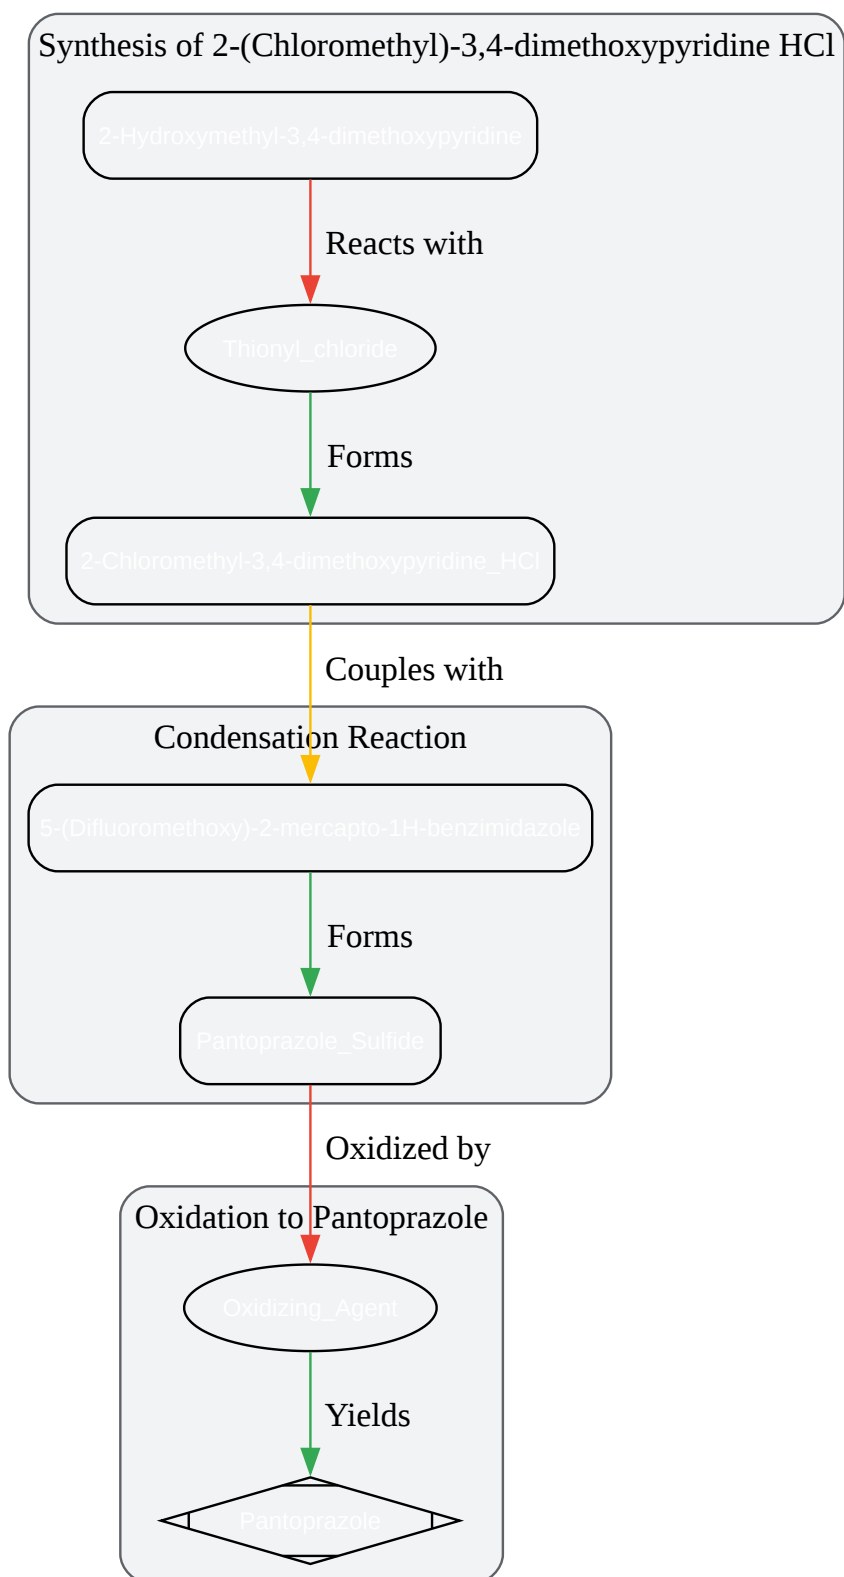 Synthesis of 2-(Chloromethyl)-3,4-dimethoxypyridine HCl
2-Hydroxymethyl-3,4-dimethoxypyridine
Reacts with
Thionyl_chloride
Forms
2-Chloromethyl-3,4-dimethoxypyridine_HCl
Couples with
Condensation Reaction
5-(Difluoromethoxy)-2-mercapto-1H-benzimidazole
Forms
Pantoprazole_Sulfide
Oxidized by
Oxidation to Pantoprazole
Oxidizing_Agent
Yields
Pantoprazole